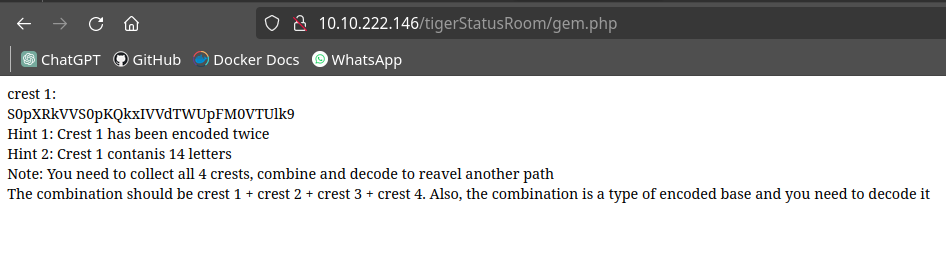 10.10.222.146/tigerStatusRoom/gem.php
ChatGPT GitHub Docker Docs WhatsApp
crest 1:
S0pXRkVVS0pKQkxIVVdTWUpFM0VTUlk9
Hint 1: Crest 1 has been encoded twice
Hint 2: Crest 1 contanis 14 letters
Note: You need to collect all 4 crests, combine and decode to reavel another path
The combination should be crest 1 + crest 2 + crest 3 + crest 4. Also, the combination is a type of encoded base and you need to decode it